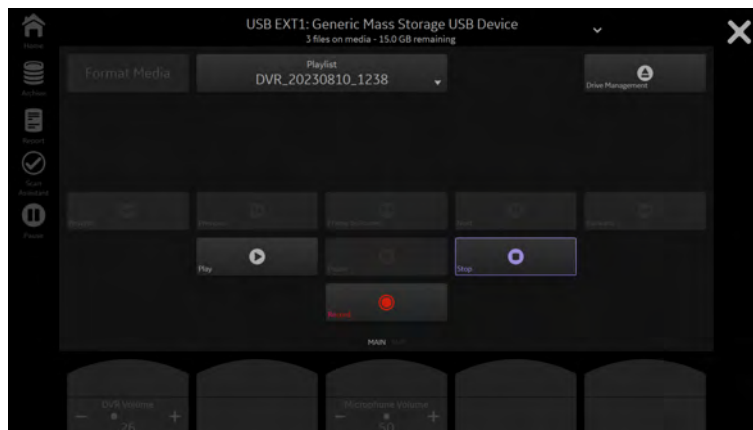 USB EXT1: Generic Mass Storage USB Device
3 files on media - 15.0 GB remaining
Home
Format Media
Playlist
DVR_20230810_1238
Drive Management
Archive
Report
Scan
Assistant
Pause
Play
Pause
Stop
Record
MAIN
DVR Volume
26
Microphone Volume
50